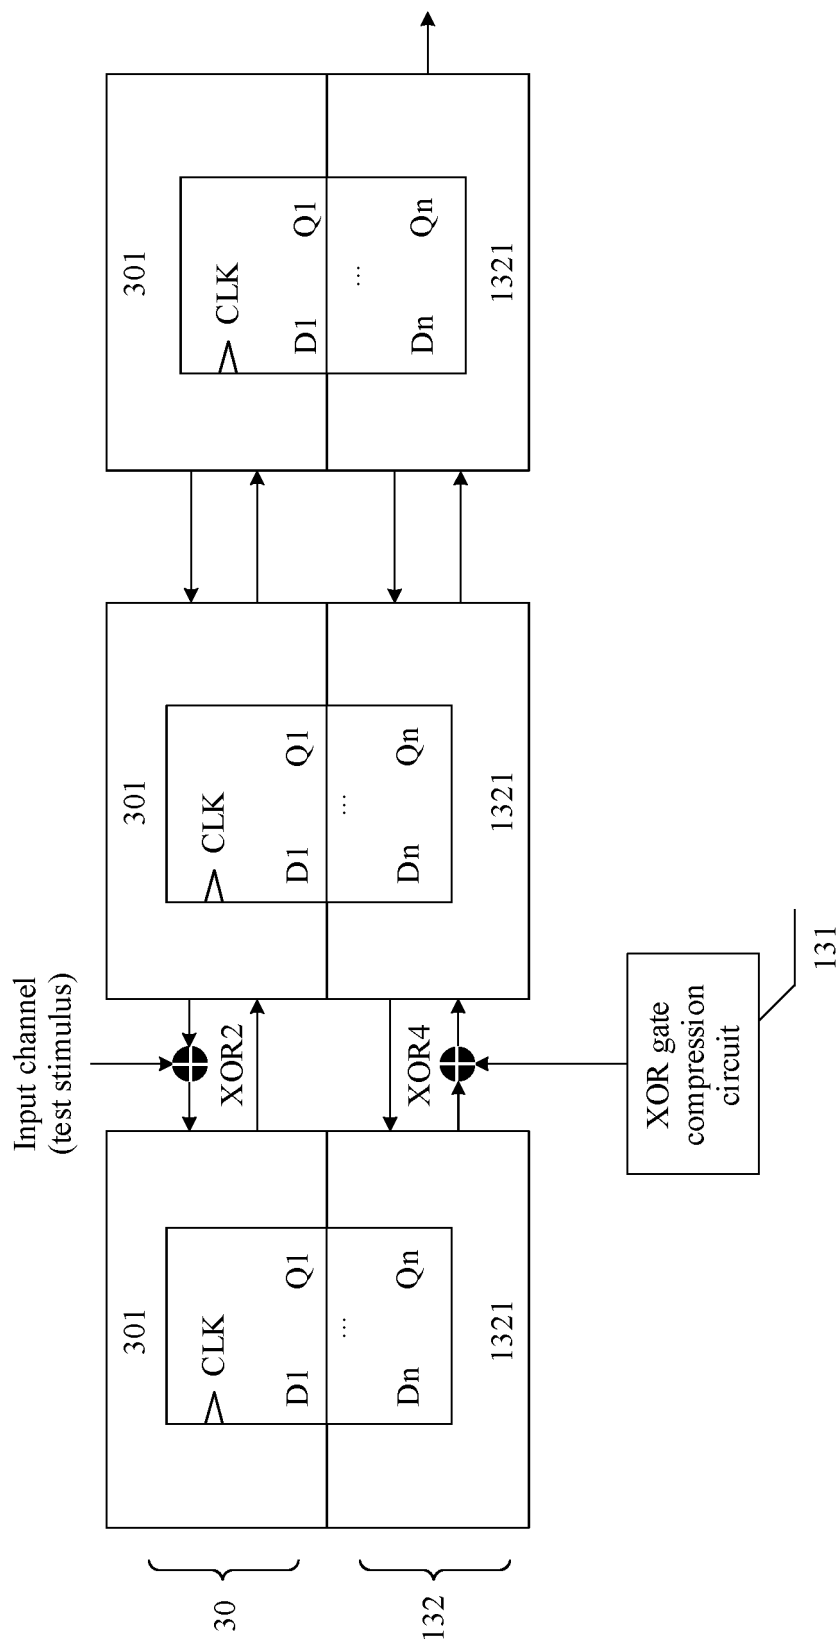 Input channel
(test stimulus)
301
301
301
30
CLK
XOR2
CLK
CLK
D1
Q1
D1
Q1
D1
Q1
...
...
...
132
Dn
Qn
XOR4
Dn
Qn
Dn
Qn
1321
1321
1321
XOR gate
compression
circuit
131